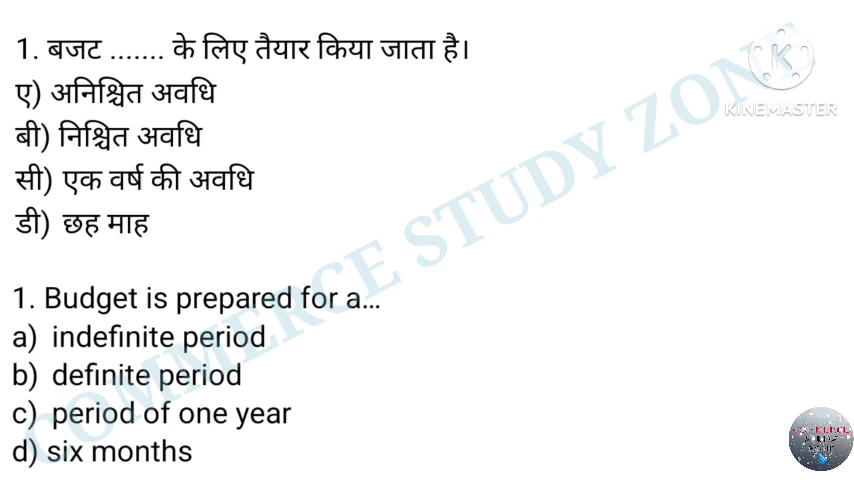 1. बजट ....... के लिए तैयार किया जाता है।
ए) अनिश्चित अवधि
बी) निश्चित अवधि
सी) एक वर्ष की अवधि
डी) छह माह
1. Budget is prepared for a...
a) indefinite period
b) definite period
c) period of one year
d) six months
COMMERCE STUDY ZONE
K
KINEMASTER